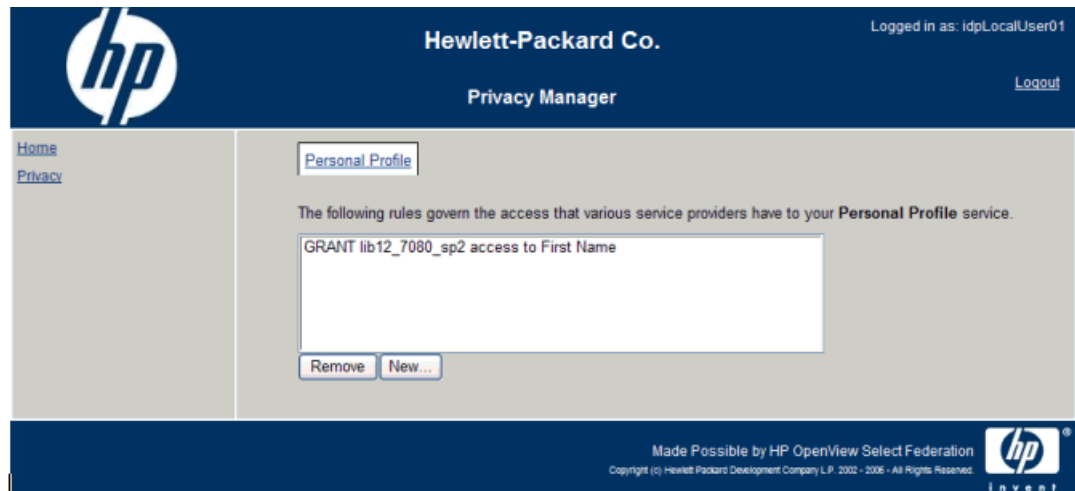 hp
Hewlett-Packard Co.
Logged in as: idpLocalUser01
Privacy Manager
Logout
Home
Privacy
Personal Profile
The following rules govern the access that various service providers have to your Personal Profile service.
GRANT lib12_7080_sp2 access to First Name
Remove New...
Made Possible by HP OpenView Select Federation
Copyright (c) Hewlett Packard Development Company L.P. 2002 - 2006 - All Rights Reserved.
hp ®
invent